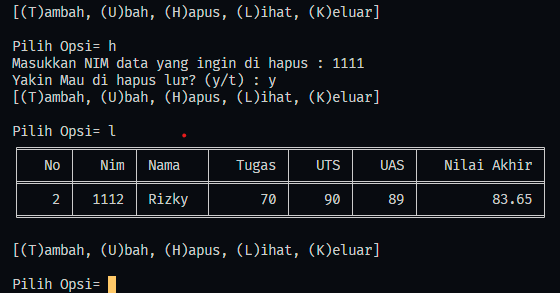 [(T)ambah, (U)bah, (H)apus, (L)ihat, (K)eluar]
Pilih Opsi= h
Masukkan NIM data yang ingin di hapus : 1111
Yakin Mau di hapus lur? (y/t) : y
[(T)ambah, (U)bah, (H)apus, (L)ihat, (K)eluar]
Pilih Opsi= l
No Nim Nama Tugas UTS UAS Nilai Akhir
2 1112 Rizky 70 90 89 83.65
[(T)ambah, (U)bah, (H)apus, (L)ihat, (K)eluar]
Pilih Opsi=